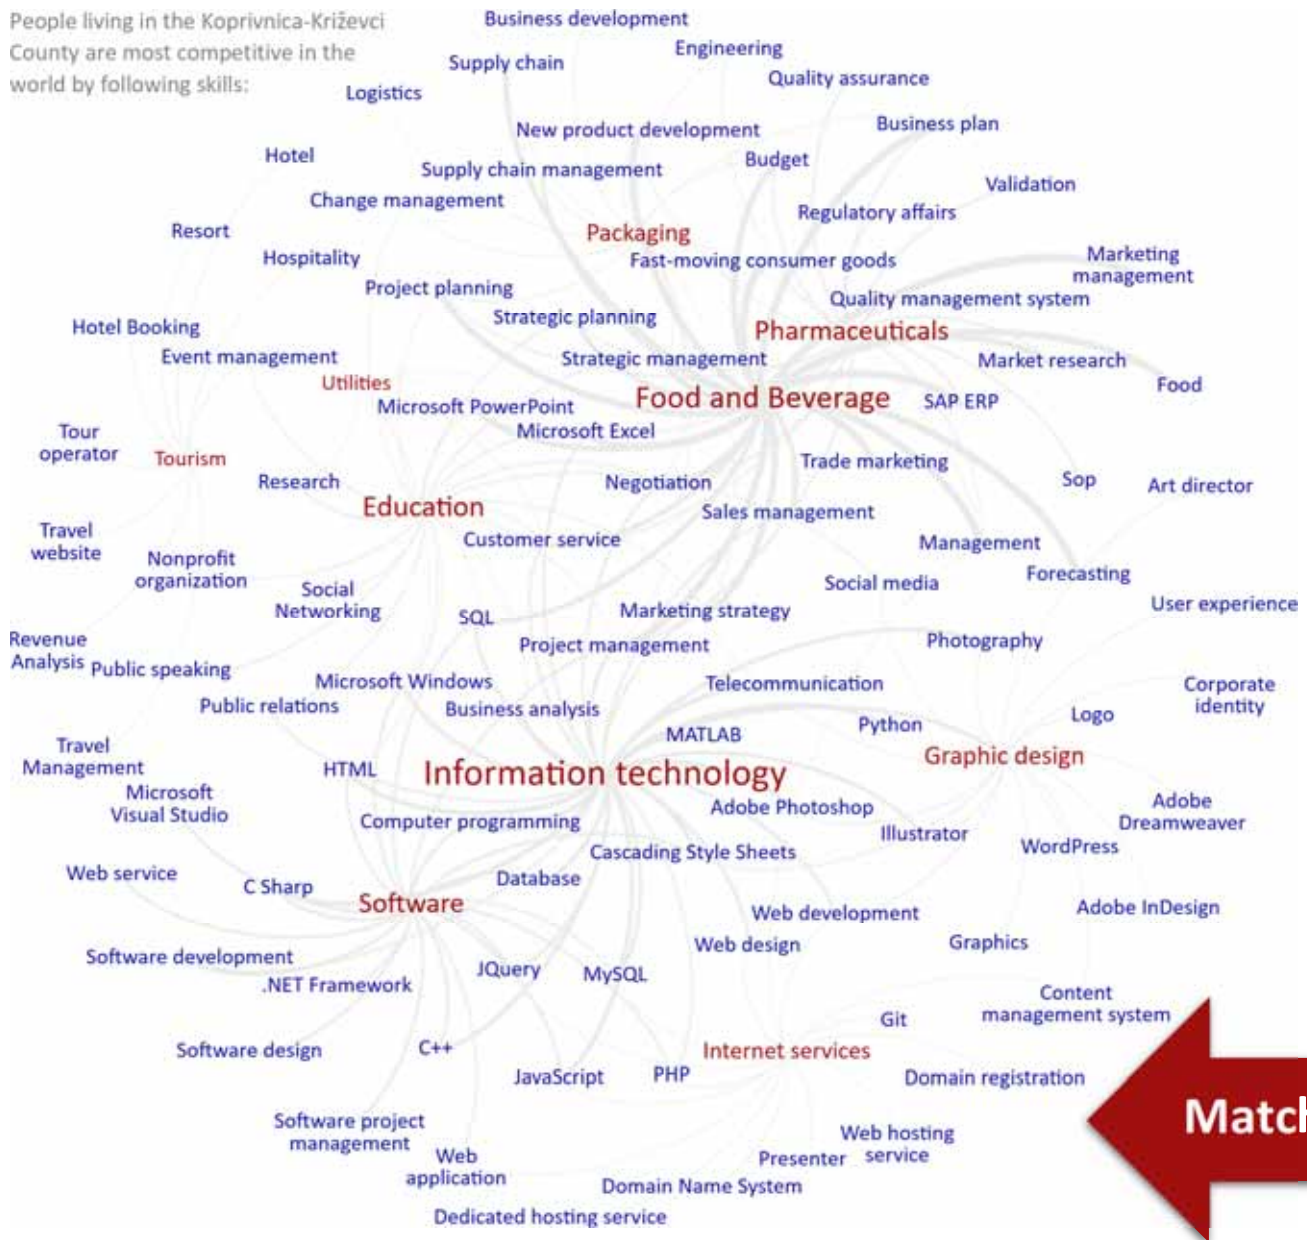 People living in the Koprivnica-Križevci
County are most competitive in the
world by following skills:
Business development
Engineering
Supply chain
Quality assurance
Logistics
New product development
Business plan
Hotel
Budget
Supply chain management
Validation
Change management
Regulatory affairs
Resort
Packaging
Hospitality
Fast-moving consumer goods
Marketing
management
Project planning
Quality management system
Strategic planning
Hotel Booking
Pharmaceuticals
Event management
Strategic management
Market research
Utilities
Food
Microsoft PowerPoint
Food and Beverage
SAP ERP
Microsoft Excel
Tour
operator
Tourism
Trade marketing
Research
Negotiation
Sop
Art director
Education
Sales management
Travel
website
Customer service
Management
Nonprofit
organization
Social media
Forecasting
Social
Networking
User experience
SQL
Marketing strategy
Revenue
Analysis
Project management
Photography
Public speaking
Microsoft Windows
Telecommunication
Corporate
identity
Public relations
Business analysis
Logo
Python
MATLAB
Travel
Management
HTML
Information technology
Graphic design
Microsoft
Visual Studio
Adobe Photoshop
Adobe
Dreamweaver
Computer programming
Illustrator
WordPress
Cascading Style Sheets
Web service
C Sharp
Database
Software
Web development
Adobe InDesign
Web design
Graphics
Software development
JQuery
MySQL
.NET Framework
Content
management system
Git
Software design
C++
Internet services
JavaScript
PHP
Domain registration
Match
Software project
management
Web hosting
service
Web
application
Presenter
Domain Name System
Dedicated hosting service